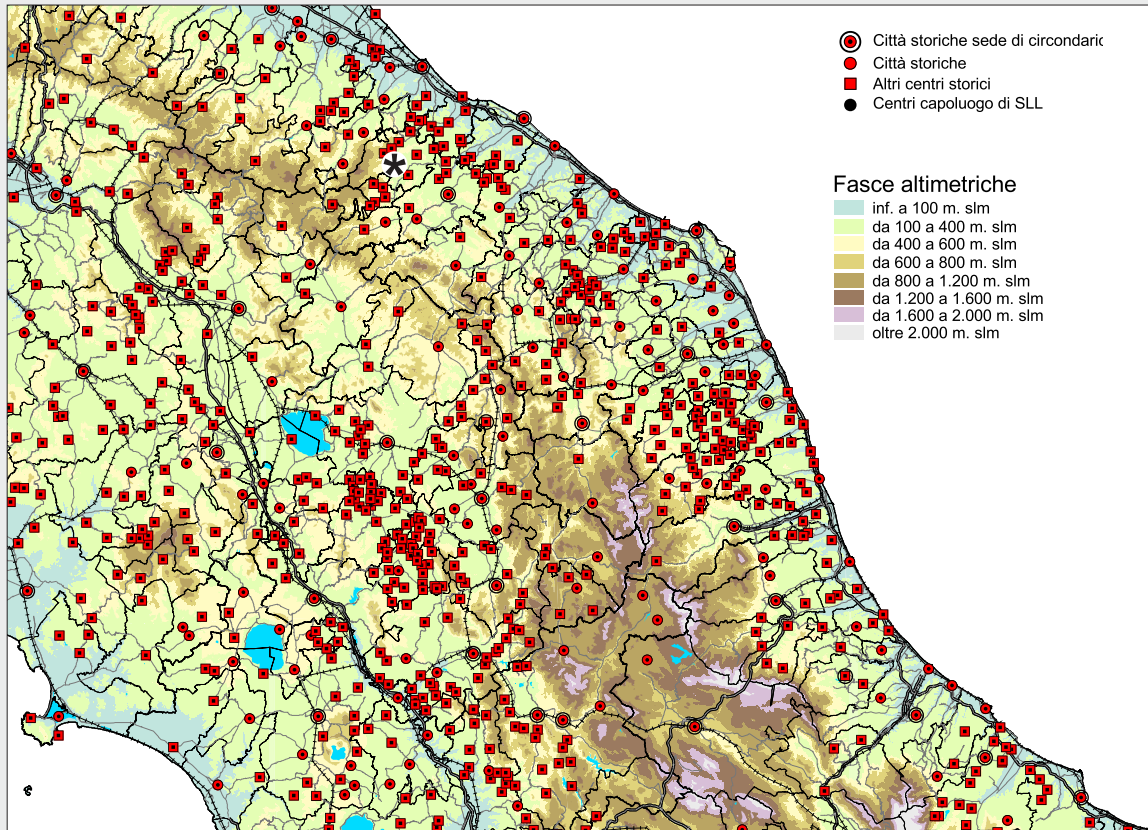 Città storiche sede di circondario
Città storiche
Altri centri storici
Centri capoluogo di SLL
Fasce altimetriche
inf. a 100 m. slm
da 100 a 400 m. slm
da 400 a 600 m. slm
da 600 a 800 m. slm
da 800 a 1.200 m. slm
da 1.200 a 1.600 m. slm
da 1.600 a 2.000 m. slm
oltre 2.000 m. slm
*